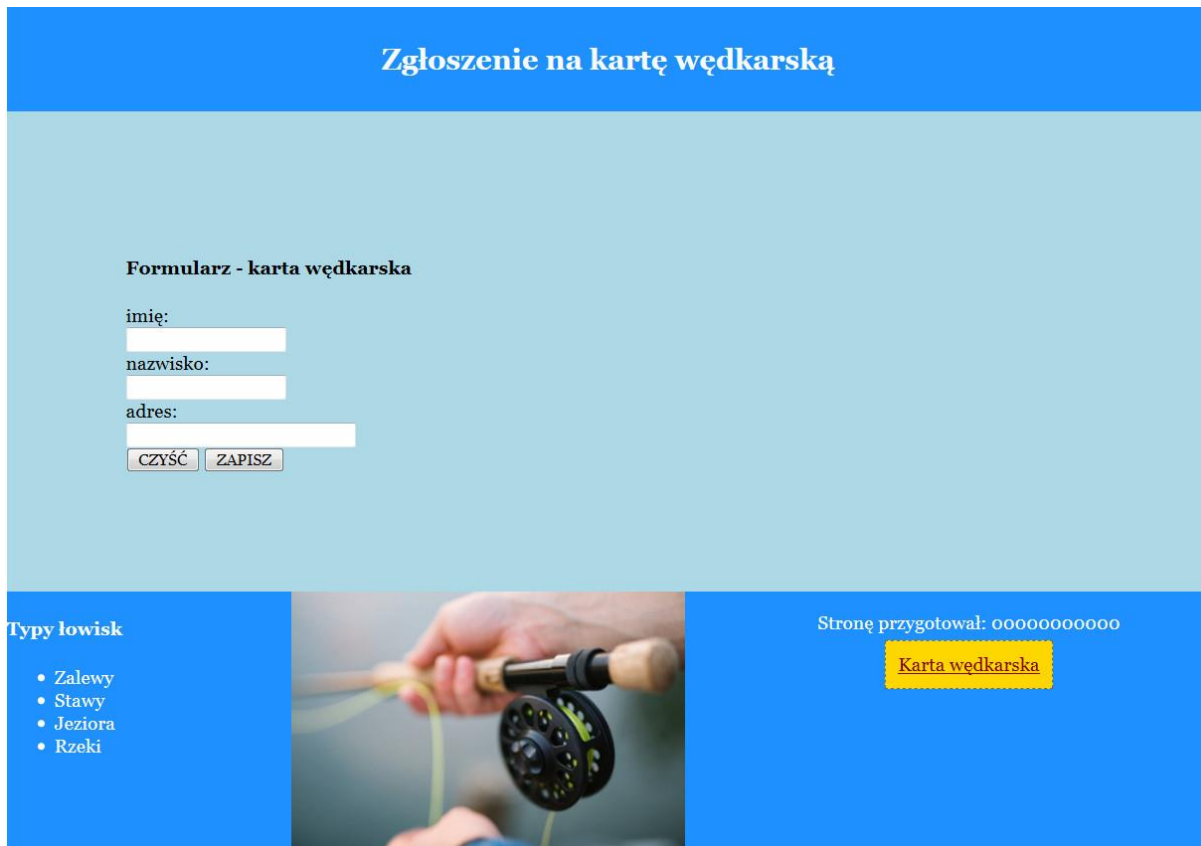 Zgłoszenie na kartę wędkarską
Formularz - karta wędkarska
imię:
nazwisko:
adres:
CZYŚĆ ZAPISZ
Typy łowisk
Zalewy
Stawy
Jeziora
Rzeki
Stronę przygotował: 00000000000
Karta wędkarska